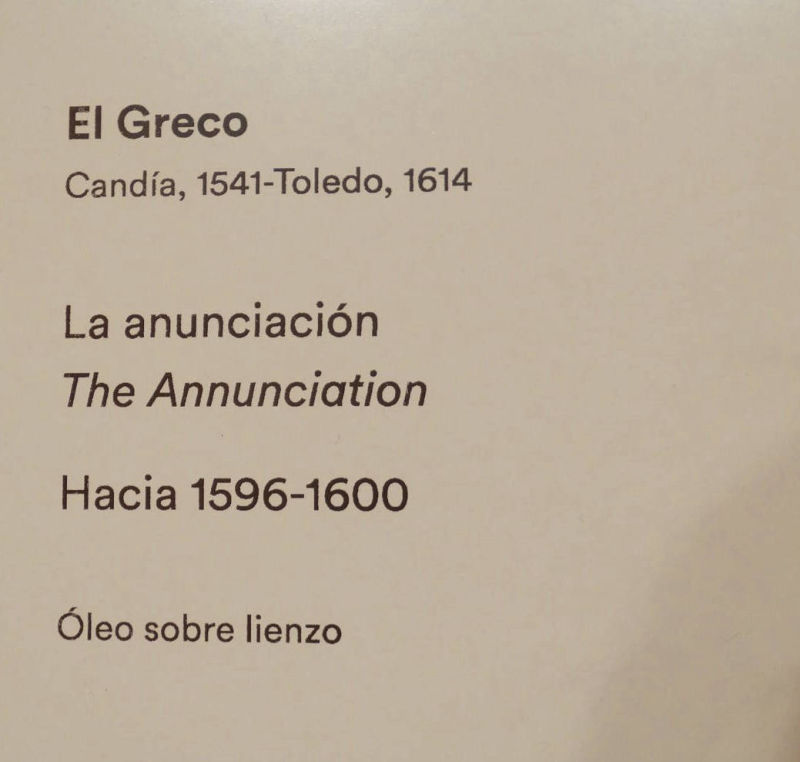 El Greco
Candía, 1541-Toledo, 1614
La anunciación
The Annunciation
Hacia 1596-1600
Óleo sobre lienzo